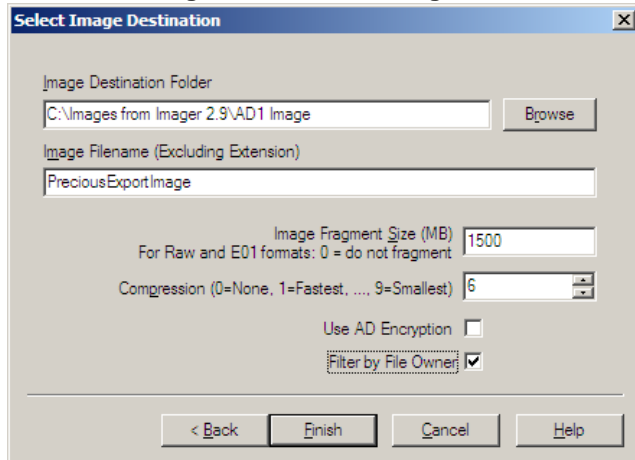 Select Image Destination
Image Destination Folder
C:\Images from Imager 2.9\AD1 Image
Browse
Image Filename (Excluding Extension)
PreciousExportImage
Image Fragment Size (MB)
For Raw and E01 formats: 0 = do not fragment
1500
Compression (0=None, 1=Fastest, ..., 9=Smallest)
6
Use AD Encryption
Filter by File Owner
< Back
Finish
Cancel
Help